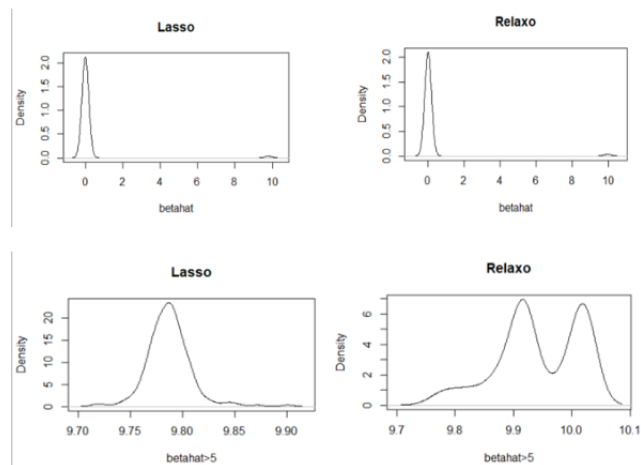 Lasso
Relaxo
Density
0.0 0.5 1.0 1.5 2.0
0 2 4 6 8 10
betahat
Density
0.0 0.5 1.0 1.5 2.0
0 2 4 6 8 10
betahat
Lasso
Relaxo
Density
0 5 10 15 20
9.70 9.75 9.80 9.85 9.90
betahat>5
Density
0 2 4 6
9.7 9.8 9.9 10.0 10.1
betahat>5